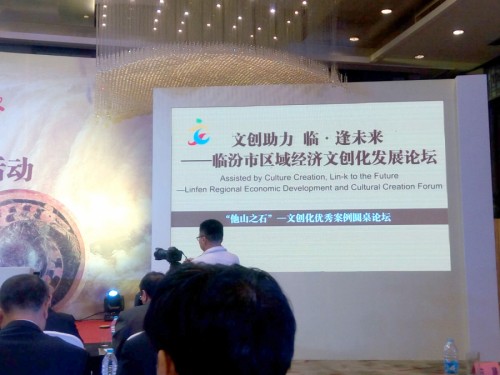 活动
文创助力 临·逢未来
——临汾市区域经济文创化发展论坛
Assisted by Culture Creation, Lin-k to the Future
—Linfen Regional Economic Development and Cultural Creation Forum
“他山之石”—文创化优秀案例圆桌论坛